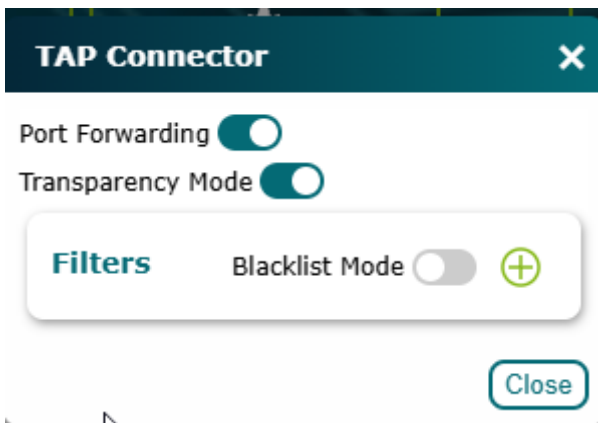 TAP Connector
Port Forwarding
Transparency Mode
Filters Blacklist Mode
Close